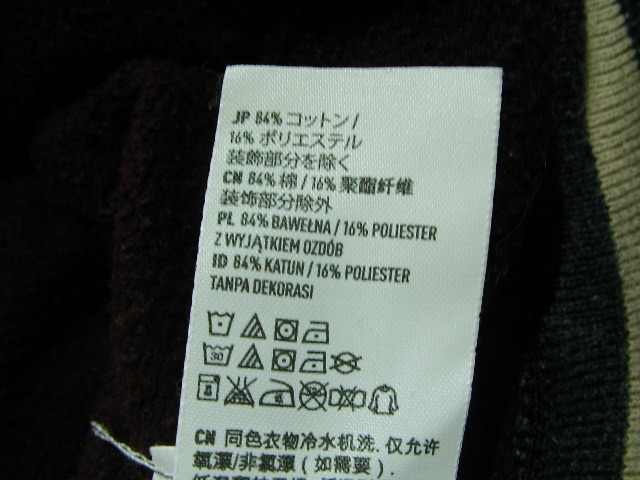 JP 84% コットン /
16% ポリエステル
装飾部分を除く
CN 84% 棉 / 16% 聚酯纤维
装饰部分除外
PL 84% BAWEŁNA / 16% POLIESTER
Z WYJĄTKIEM OZDÓB
ID 84% KATUN / 16% POLIESTER
TANPA DEKORASI
30
CN 同色衣物冷水机洗. 仅允许
氧漂/非氯漂 (如需要).